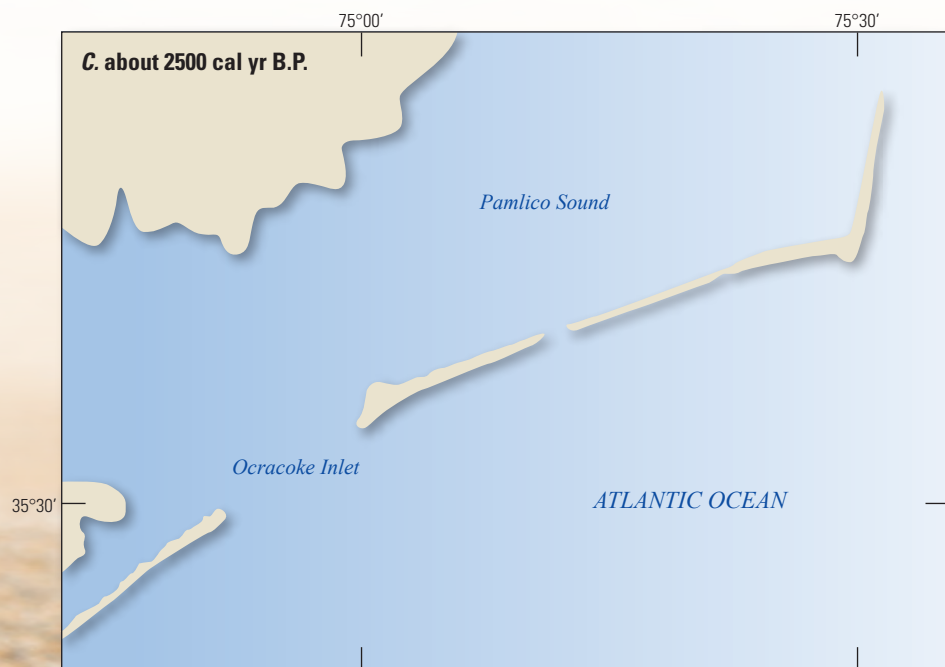 75°00′
75°30′
C. about 2500 cal yr B.P.
Pamlico Sound
Ocracoke Inlet
35°30′
ATLANTIC OCEAN